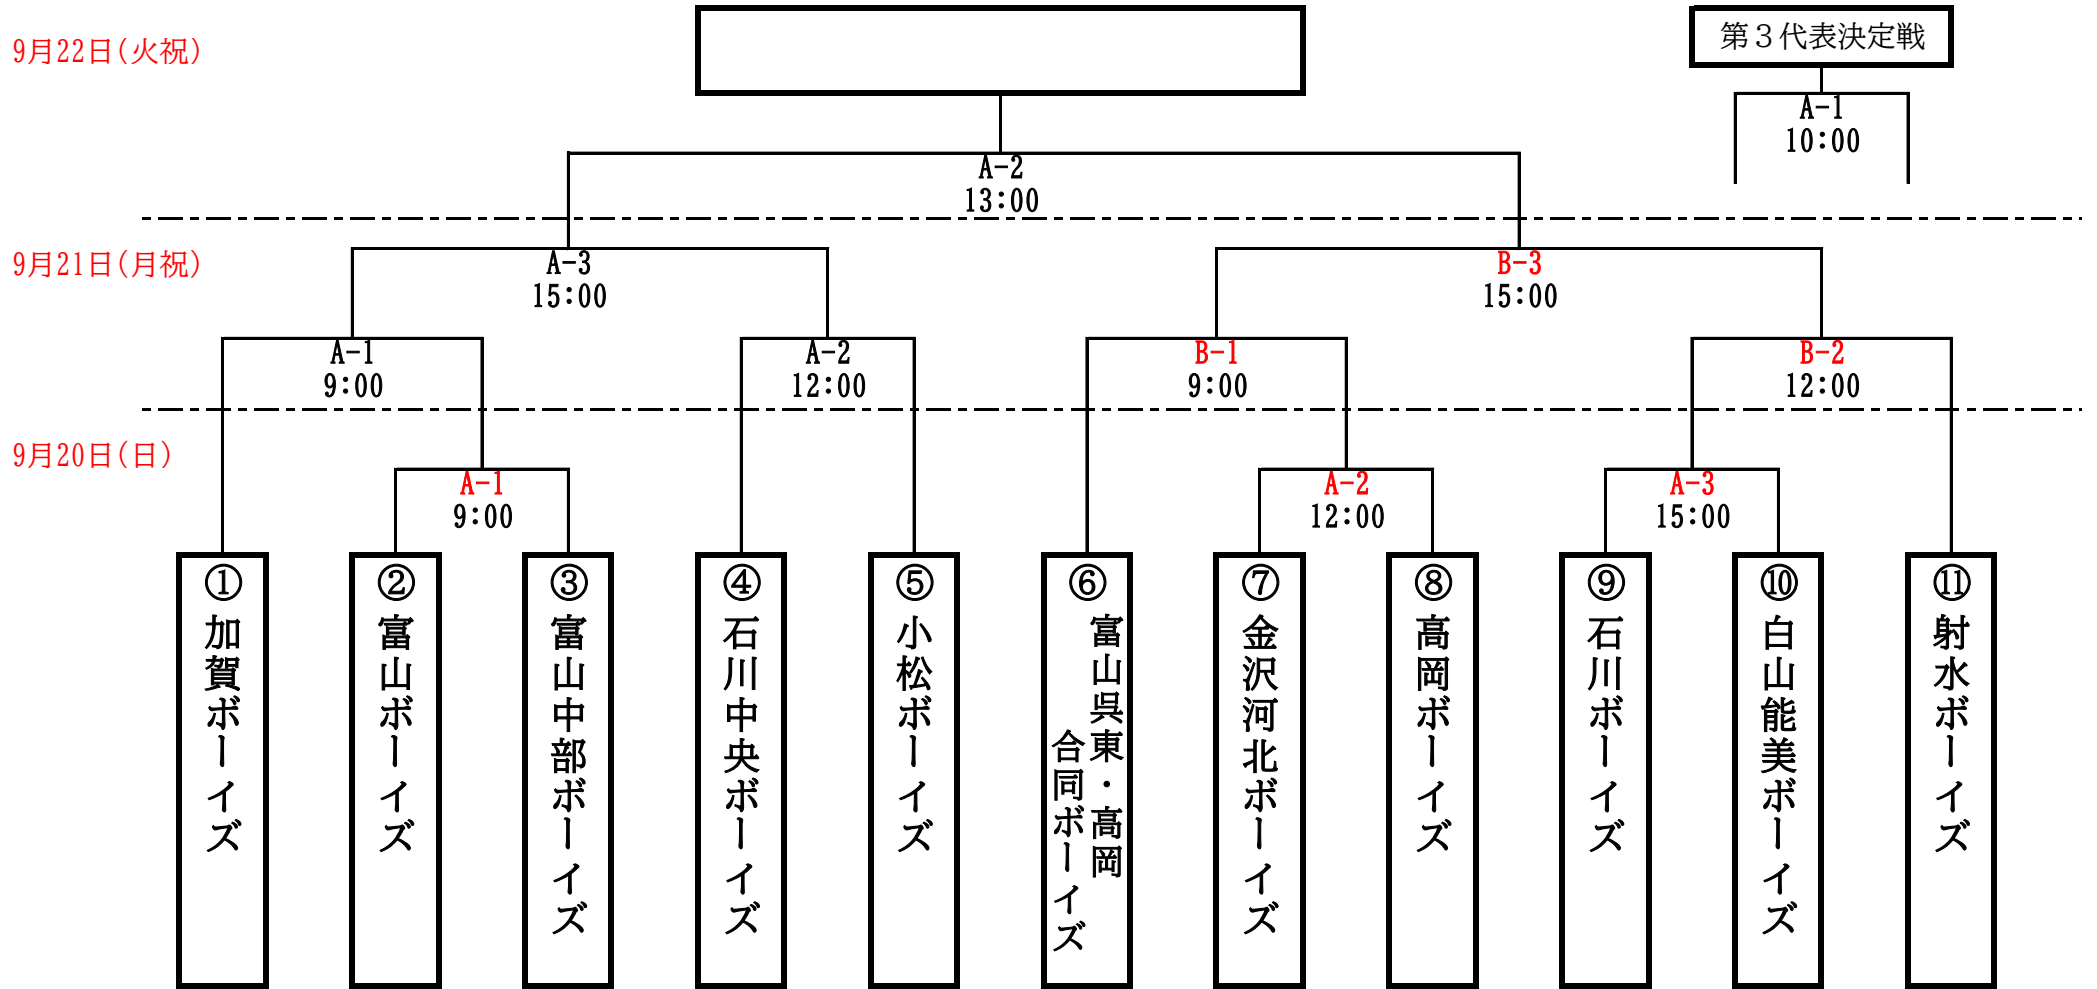 9月22日(火祝)
第３代表決定戦
A-1
10:00
A-2
13:00
9月21日(月祝)
A-3
15:00
B-3
15:00
A-1
9:00
A-2
12:00
B-1
9:00
B-2
12:00
9月20日(日)
A-1
9:00
A-2
12:00
A-3
15:00
①加賀ボーイズ
②富山ボーイズ
③富山中部ボーイズ
④石川中央ボーイズ
⑤小松ボーイズ
⑥富山呉東・高岡
合同ボーイズ
⑦金沢河北ボーイズ
⑧高岡ボーイズ
⑨石川ボーイズ
⑩白山能美ボーイズ
⑪射水ボーイズ